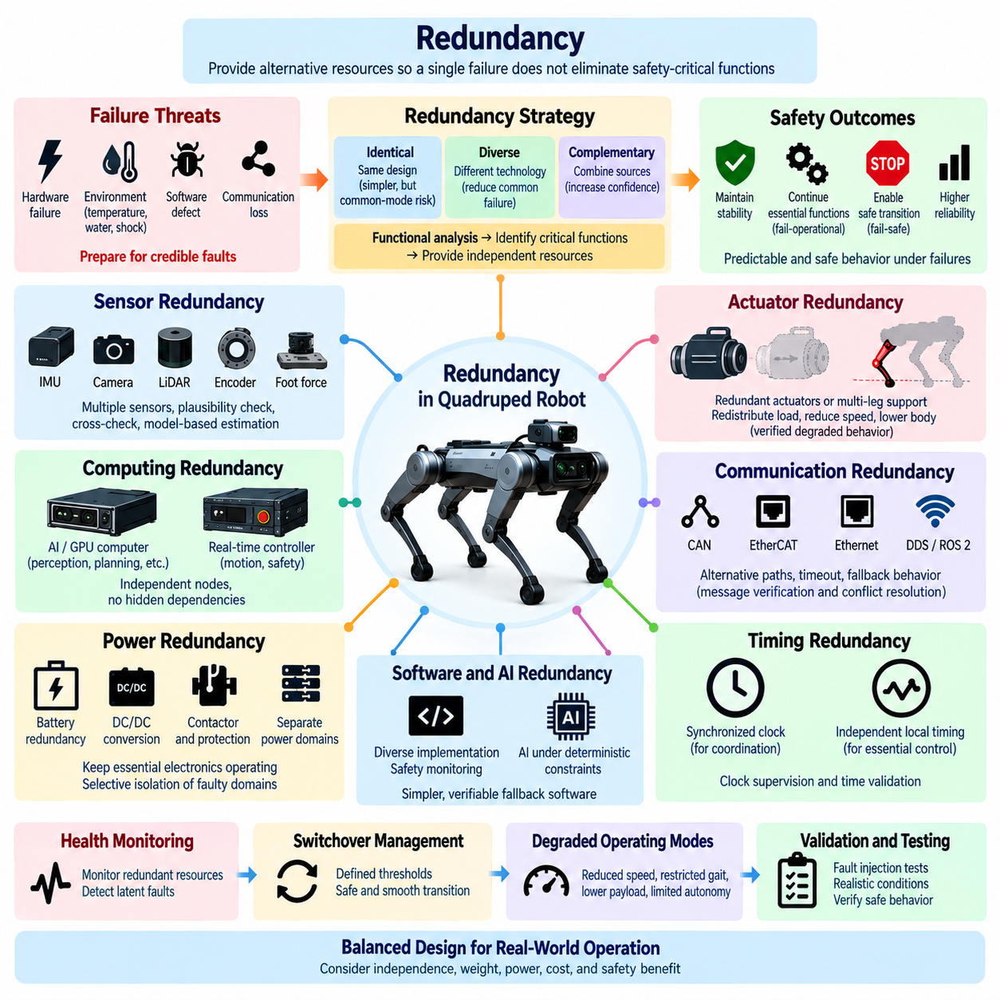 Redundancy
Provide alternative resources so a single failure does not eliminate safety-critical functions
Failure Threats
Hardware
failure
Environment
(temperature,
water, shock)
Software
defect
Communication
loss
Prepare for credible faults
Redundancy Strategy
Identical
Same design
(simpler, but
common-mode risk)
Diverse
Different technology
(reduce common
failure)
Complementary
Combine sources
(increase confidence)
Functional analysis → Identify critical functions
→ Provide independent resources
Safety Outcomes
Maintain
stability
Continue
essential functions
(fail-operational)
STOP
Enable
safe transition
(fail-safe)
Higher
reliability
Predictable and safe behavior under failures
Sensor Redundancy
IMU
Camera
LiDAR
Encoder
Foot force
Multiple sensors, plausibility check,
cross-check, model-based estimation
Redundancy
in Quadruped Robot
Actuator Redundancy
Redundant actuators or multi-leg support
Redistribute load, reduce speed, lower body
(verified degraded behavior)
Computing Redundancy
AI / GPU computer
(perception, planning, etc.)
Real-time controller
(motion, safety)
Independent nodes,
no hidden dependencies
Communication Redundancy
CAN
EtherCAT
Ethernet
DDS / ROS 2
Alternative paths, timeout, fallback behavior
(message verification and conflict resolution)
Power Redundancy
Battery
redundancy
DC/DC
DC/DC
conversion
Contactor
and protection
Separate
power domains
Keep essential electronics operating
Selective isolation of faulty domains
Software and AI Redundancy
</>
Diverse implementation
Safety monitoring
AI
AI under deterministic
constraints
Simpler, verifiable fallback software
Timing Redundancy
Synchronized clock
(for coordination)
Independent local timing
(for essential control)
Clock supervision and time validation
Health Monitoring
Monitor redundant resources
Detect latent faults
Switchover Management
Defined thresholds
Safe and smooth transition
Degraded Operating Modes
Reduced speed, restricted gait,
lower payload, limited autonomy
Validation and Testing
Fault injection tests
Realistic conditions
Verify safe behavior
Balanced Design for Real-World Operation
Consider independence, weight, power, cost, and safety benefit